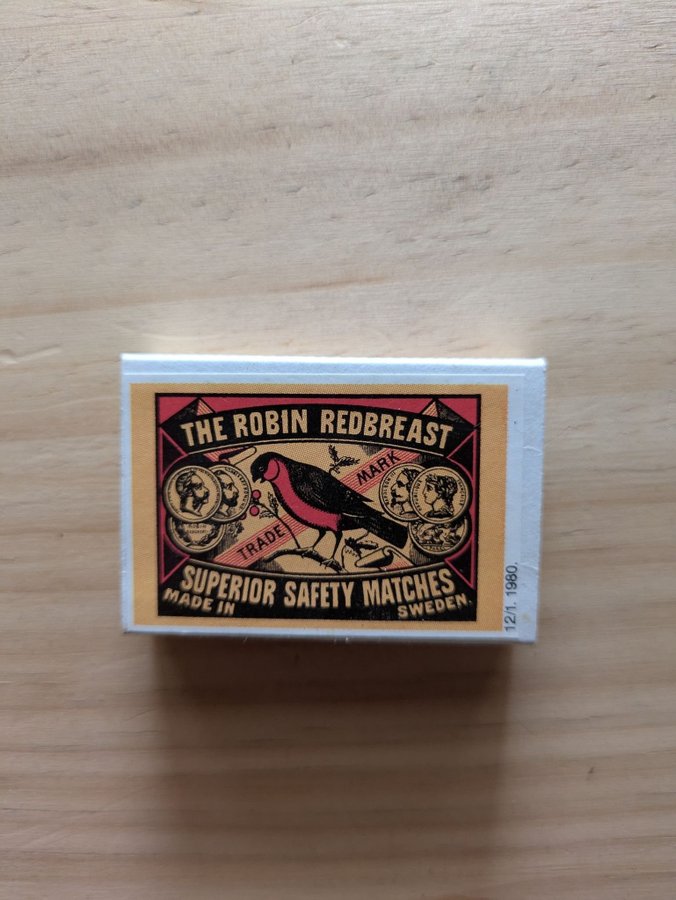 THE ROBIN REDBREAST
TRADE MARK
SUPERIOR SAFETY MATCHES
MADE IN SWEDEN.
12/1. 1980.